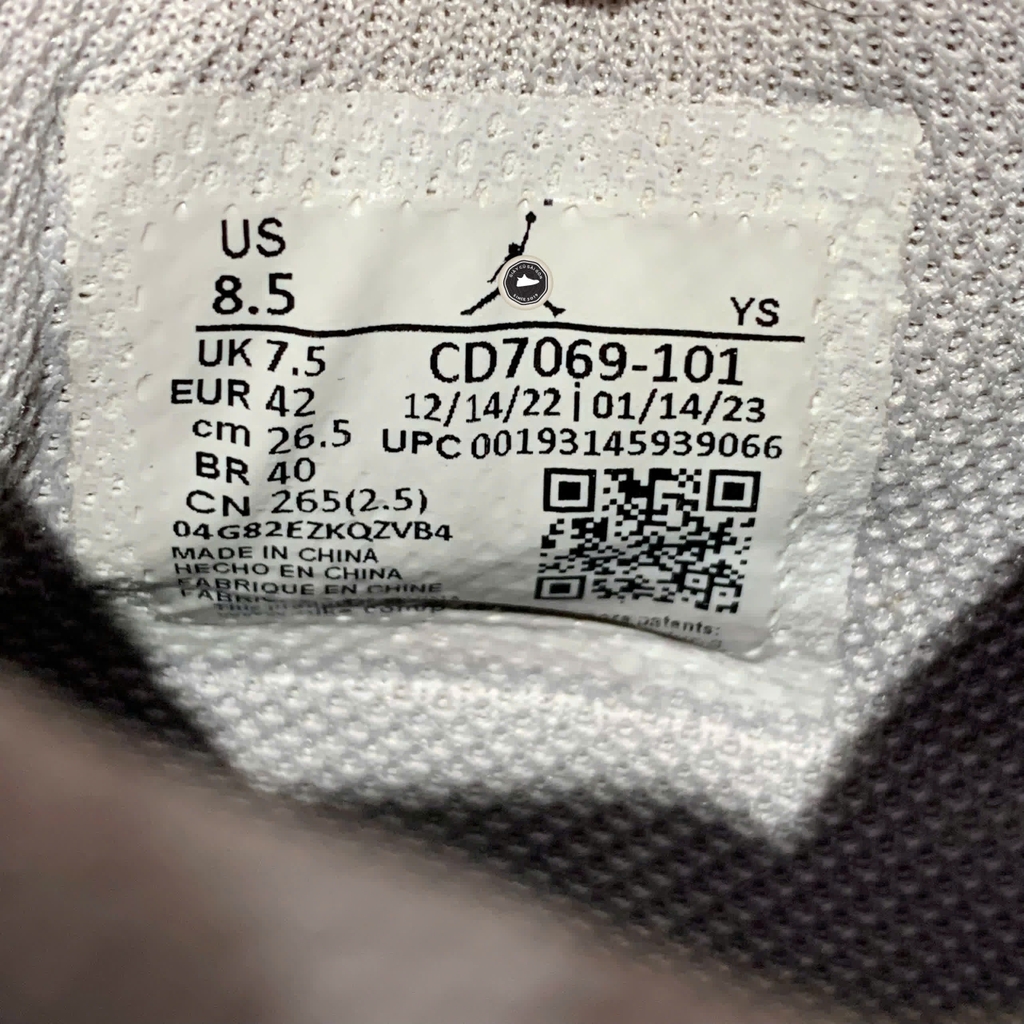 US
8.5
YS
UK 7.5
CD7069-101
EUR 42
12/14/22 | 01/14/23
cm 26.5
UPC 00193145939066
BR 40
CN 265(2.5)
04G82EZKQZVB4
MADE IN CHINA
HECHO EN CHINA
FABRIQUE EN CHINE
patents: